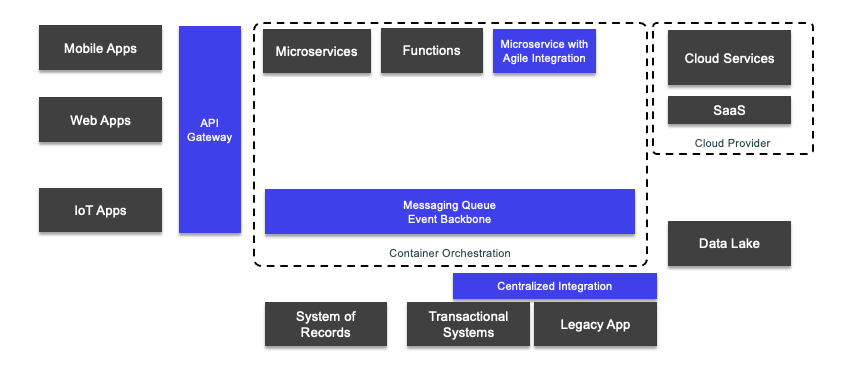 Mobile Apps
Web Apps
IoT Apps
API
Gateway
Microservices
Functions
Microservice with
Agile Integration
Messaging Queue
Event Backbone
Container Orchestration
Cloud Services
SaaS
Cloud Provider
Data Lake
Centralized Integration
System of
Records
Transactional
Systems
Legacy App